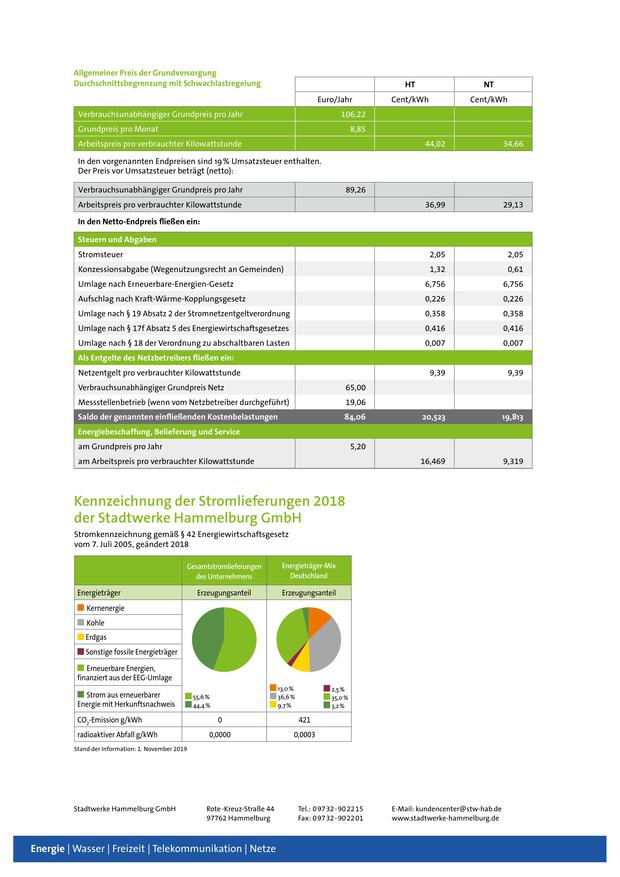 Allgemeiner Preis der Grundversorgung
Durchschnittsbegrenzung mit Schwachlastregelung
HT NT
Euro/Jahr Cent/kWh Cent/kWh
Verbrauchsunabhängiger Grundpreis pro Jahr 106,22
Grundpreis pro Monat 8,85
Arbeitspreis pro verbrauchter Kilowattstunde 44,02 34,66
In den vorgenannten Endpreisen sind 19 % Umsatzsteuer enthalten.
Der Preis vor Umsatzsteuer beträgt (netto):
Verbrauchsunabhängiger Grundpreis pro Jahr 89,26
Arbeitspreis pro verbrauchter Kilowattstunde 36,99 29,13
In den Netto-Endpreis fließen ein:
Steuern und Abgaben
Stromsteuer 2,05 2,05
Konzessionsabgabe (Wegenutzungsrecht an Gemeinden) 1,32 0,61
Umlage nach Erneuerbare-Energien-Gesetz 6,756 6,756
Aufschlag nach Kraft-Wärme-Kopplungsgesetz 0,226 0,226
Umlage nach § 19 Absatz 2 der Stromnetzentgeltverordnung 0,358 0,358
Umlage nach § 17f Absatz 5 des Energiewirtschaftsgesetzes 0,416 0,416
Umlage nach § 18 der Verordnung zu abschaltbaren Lasten 0,007 0,007
Als Entgelte des Netzbetreibers fließen ein:
Netzentgelt pro verbrauchter Kilowattstunde 9,39 9,39
Verbrauchsunabhängiger Grundpreis Netz 65,00
Messstellenbetrieb (wenn vom Netzbetreiber durchgeführt) 19,06
Saldo der genannten einfließenden Kostenbelastungen 84,06 20,523 19,813
Energiebeschaffung, Belieferung und Service
am Grundpreis pro Jahr 5,20
am Arbeitspreis pro verbrauchter Kilowattstunde 16,469 9,319
Kennzeichnung der Stromlieferungen 2018
der Stadtwerke Hammelburg GmbH
Stromkennzeichnung gemäß § 42 Energiewirtschaftsgesetz
vom 7. Juli 2005, geändert 2018
Gesamtstromlieferungen
des Unternehmens
Energieträger-Mix
Deutschland
Energieträger Erzeugungsanteil Erzeugungsanteil
Kernenergie
Kohle
Erdgas
Sonstige fossile Energieträger
Erneuerbare Energien,
finanziert aus der EEG-Umlage
Strom aus erneuerbarer
Energie mit Herkunftsnachweis
55,6 %
44,4 %
13,0 % 2,5 %
36,6 % 35,0 %
9,7 % 3,2 %
CO₂-Emission g/kWh 0 421
radioaktiver Abfall g/kWh 0,0000 0,0003
Stand der Information: 1. November 2019
Stadtwerke Hammelburg GmbH Rote-Kreuz-Straße 44 Tel.: 09732-902215 E-Mail: kundencenter@stw-hab.de
97762 Hammelburg Fax: 09732-902201 www.stadtwerke-hammelburg.de
Energie | Wasser | Freizeit | Telekommunikation | Netze